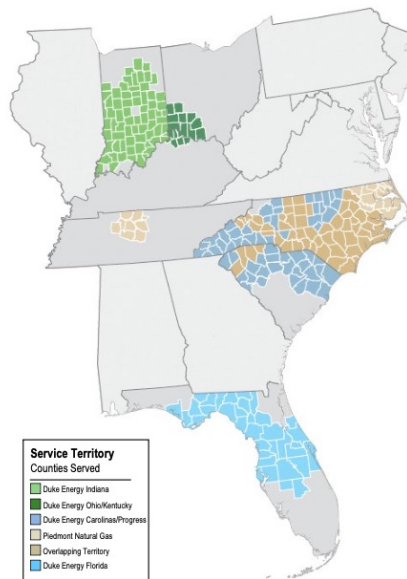 Service Territory
Counties Served
Duke Energy Indiana
Duke Energy Ohio/Kentucky
Duke Energy Carolinas/Progress
Piedmont Natural Gas
Overlapping Territory
Duke Energy Florida